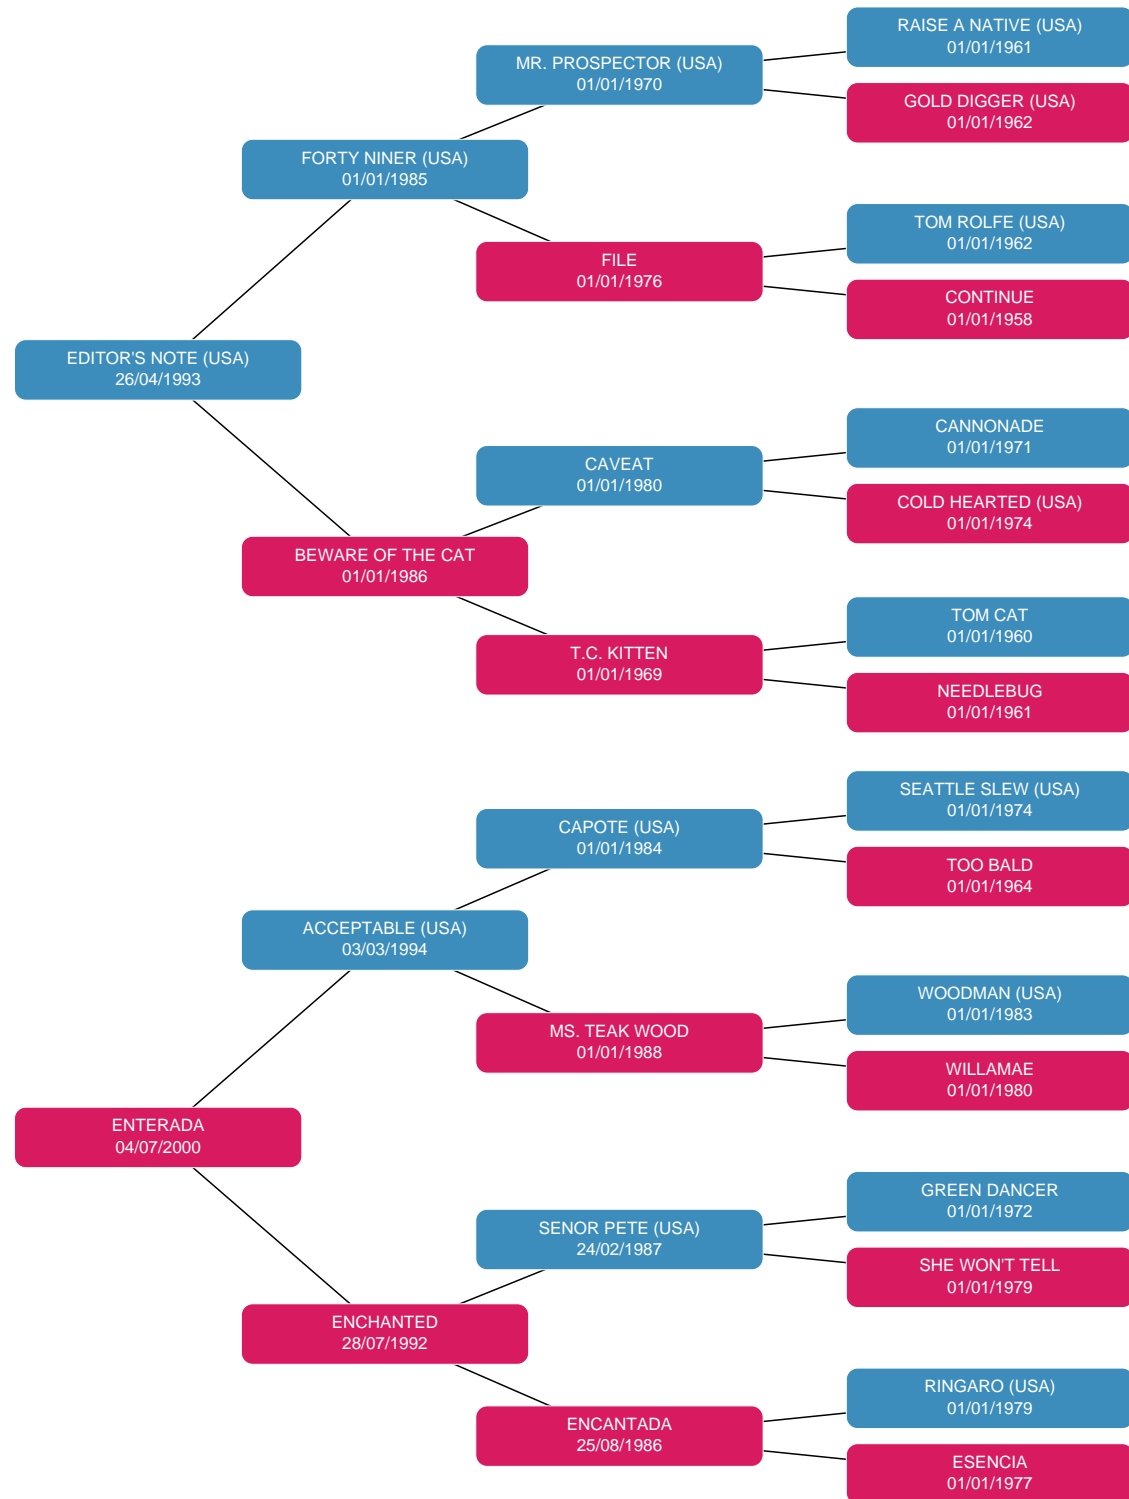 RAISE A NATIVE (USA)
01/01/1961
MR. PROSPECTOR (USA)
01/01/1970
GOLD DIGGER (USA)
01/01/1962
FORTY NINER (USA)
01/01/1985
TOM ROLFE (USA)
01/01/1962
FILE
01/01/1976
CONTINUE
01/01/1958
EDITOR'S NOTE (USA)
26/04/1993
CANNONADE
01/01/1971
CAVEAT
01/01/1980
COLD HEARTED (USA)
01/01/1974
BEWARE OF THE CAT
01/01/1986
TOM CAT
01/01/1960
T.C. KITTEN
01/01/1969
NEEDLEBUG
01/01/1961
SEATTLE SLEW (USA)
01/01/1974
CAPOTE (USA)
01/01/1984
TOO BALD
01/01/1964
ACCEPTABLE (USA)
03/03/1994
WOODMAN (USA)
01/01/1983
MS. TEAK WOOD
01/01/1988
WILLAMAE
01/01/1980
ENTERADA
04/07/2000
GREEN DANCER
01/01/1972
SENOR PETE (USA)
24/02/1987
SHE WON'T TELL
01/01/1979
ENCHANTED
28/07/1992
RINGARO (USA)
01/01/1979
ENCANTADA
25/08/1986
ESENCIA
01/01/1977